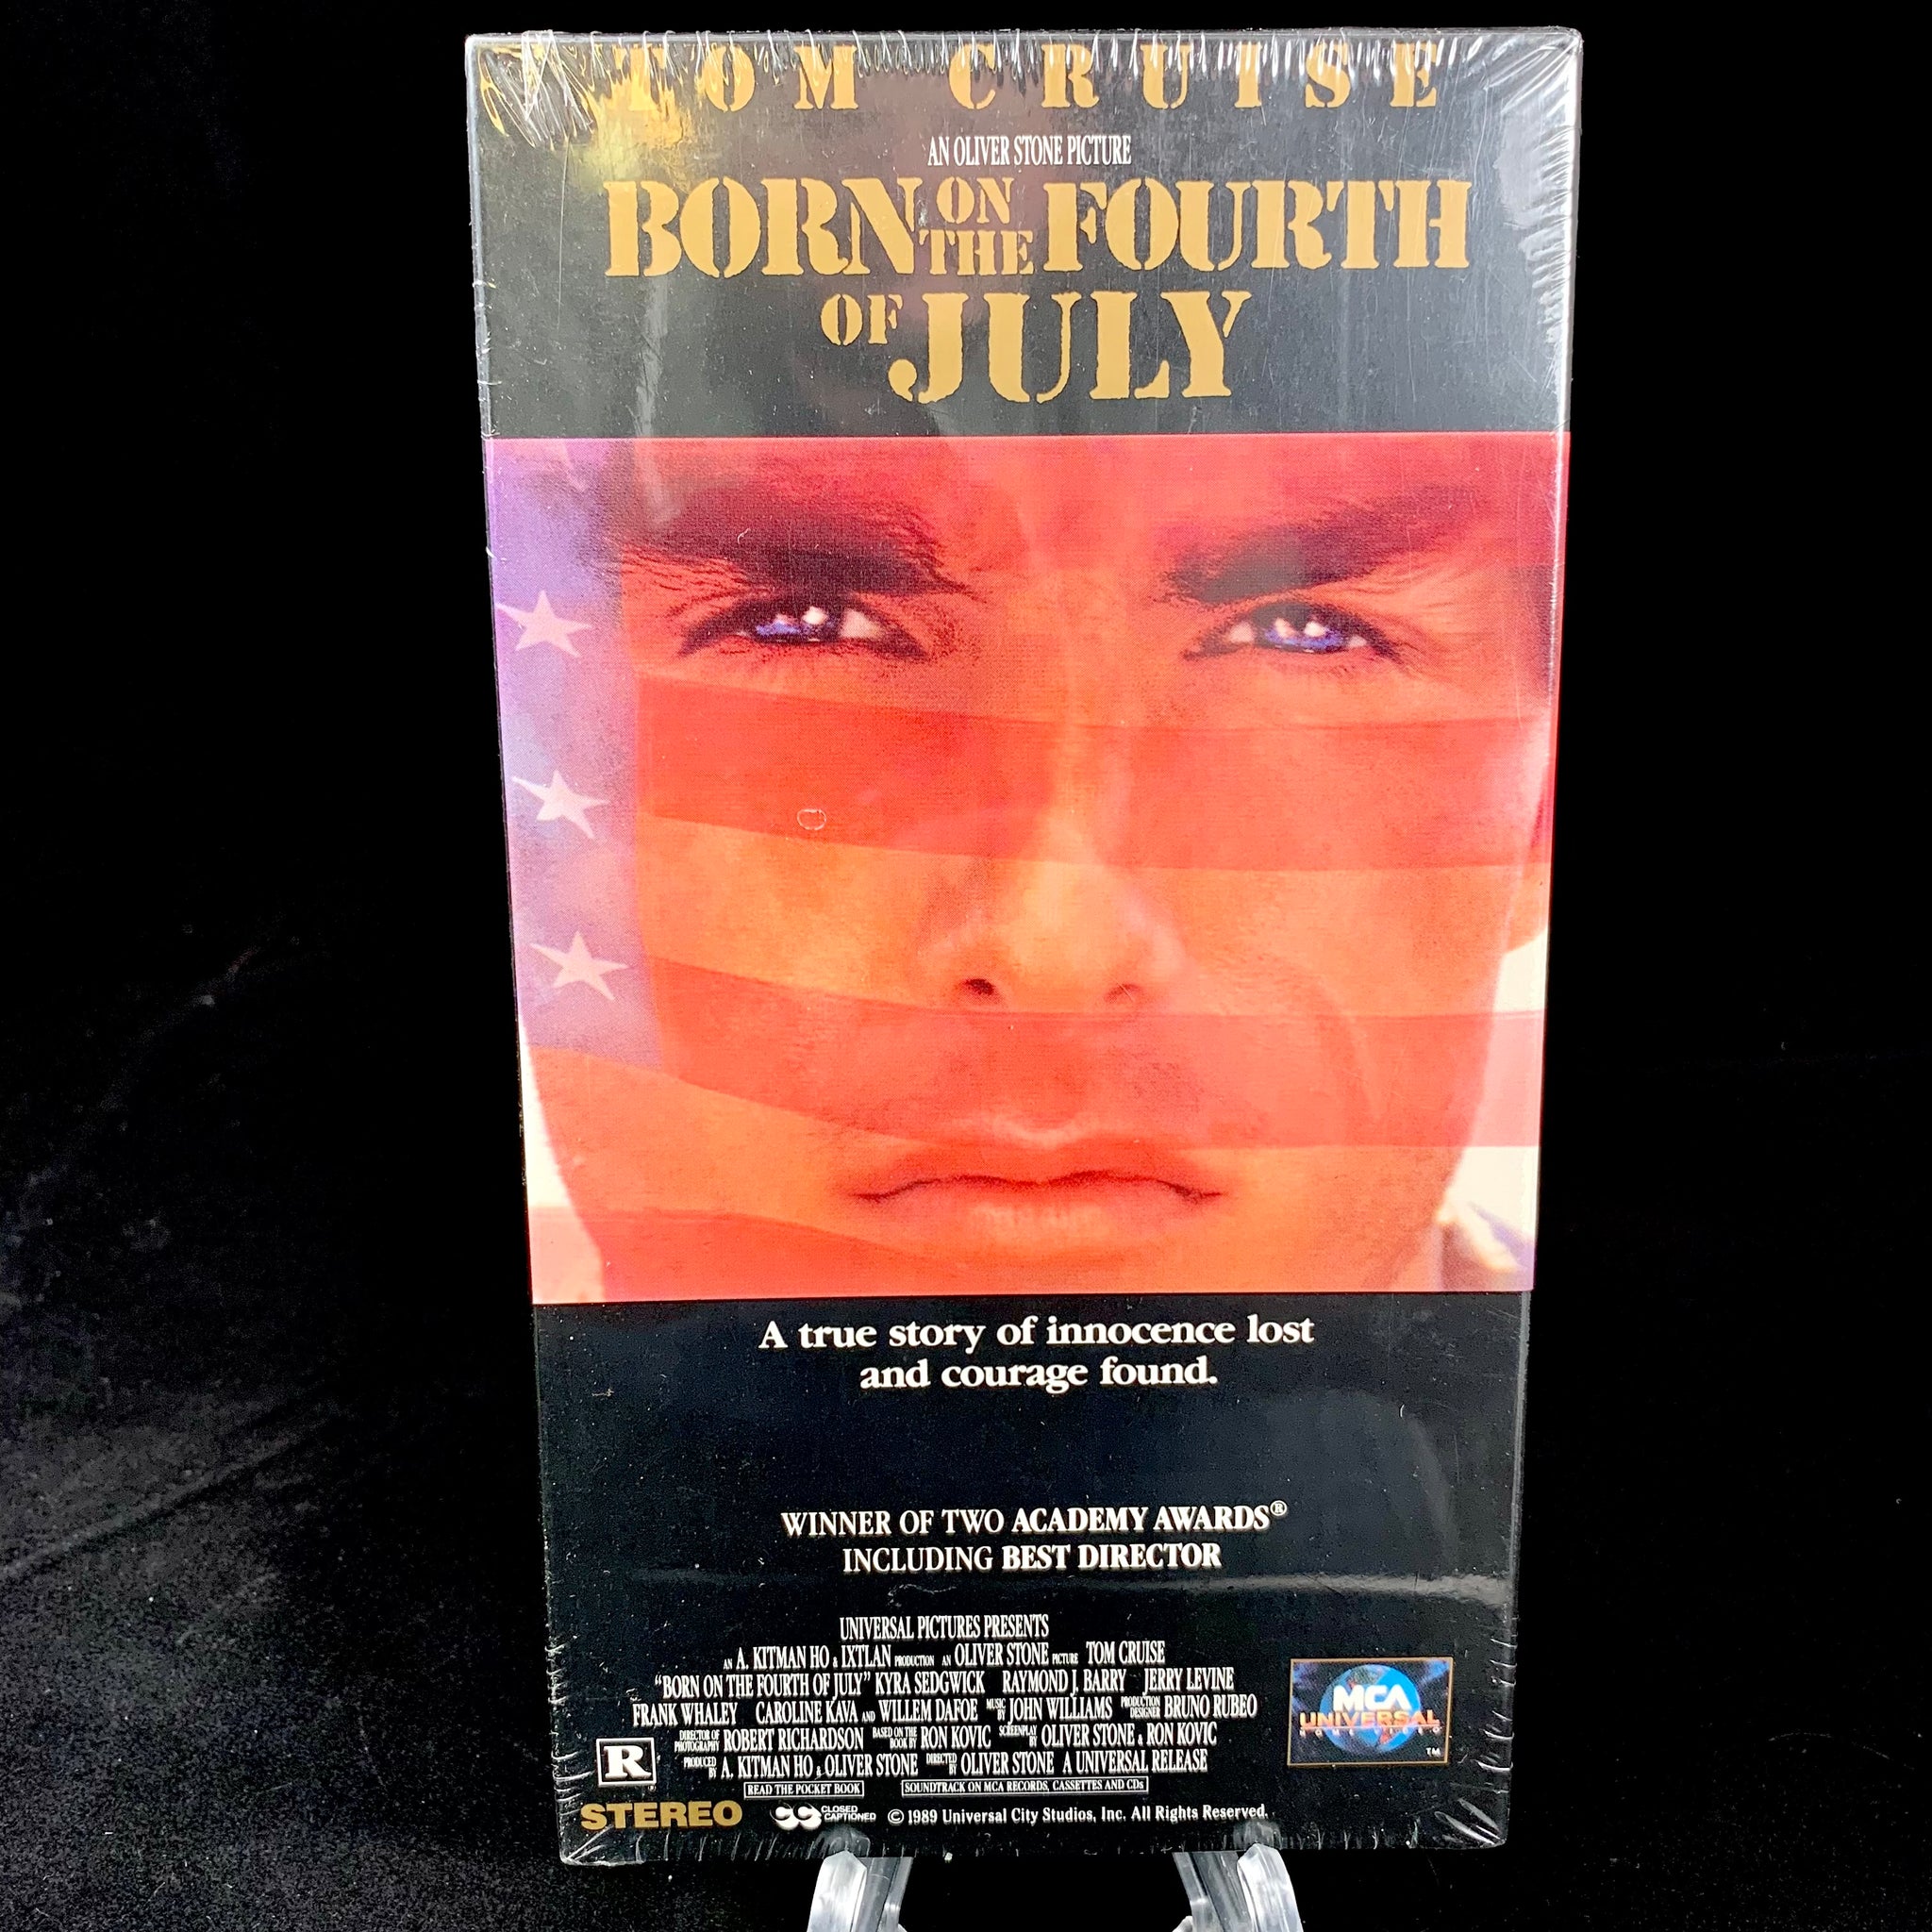 TOM CRUISE
AN OLIVER STONE PICTURE
BORN ON THE FOURTH
OF JULY
A true story of innocence lost
and courage found.
WINNER OF TWO ACADEMY AWARDS®
INCLUDING BEST DIRECTOR
UNIVERSAL PICTURES PRESENTS
AN A. KITMAN HO & IXTLAN PRODUCTION AN OLIVER STONE PICTURE TOM CRUISE
"BORN ON THE FOURTH OF JULY" KYRA SEDGWICK RAYMOND J. BARRY JERRY LEVINE
FRANK WHALEY CAROLINE KAVA AND WILLEM DAFOE MUSIC BY JOHN WILLIAMS PRODUCTION DESIGNER BRUNO RUBEO
DIRECTOR OF PHOTOGRAPHY ROBERT RICHARDSON BASED ON THE BOOK BY RON KOVIC SCREENPLAY BY OLIVER STONE & RON KOVIC
PRODUCED BY A. KITMAN HO & OLIVER STONE DIRECTED BY OLIVER STONE A UNIVERSAL RELEASE
R
READ THE POCKET BOOK SOUNDTRACK ON MCA RECORDS, CASSETTES AND CDs
STEREO CC CLOSED CAPTIONED © 1989 Universal City Studios, Inc. All Rights Reserved.
MCA
UNIVERSAL
HOME VIDEO
TM